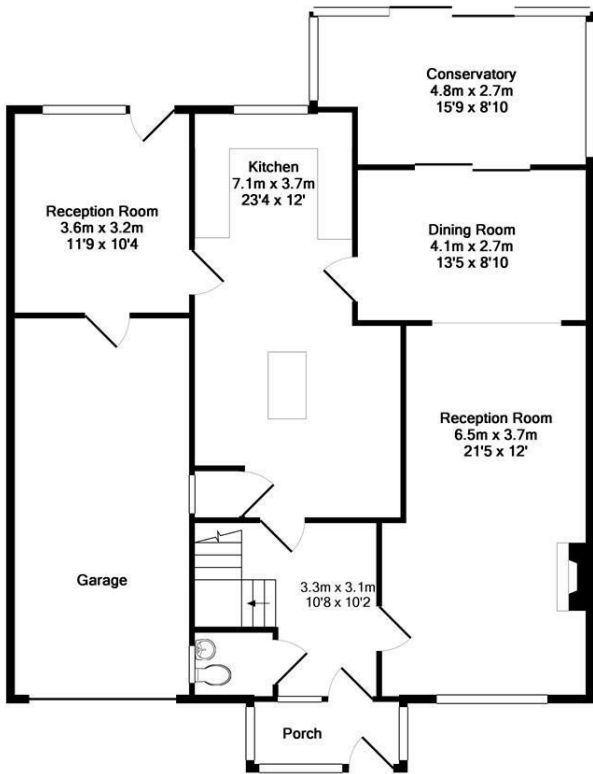 Conservatory
4.8m x 2.7m
15'9 x 8'10
Kitchen
7.1m x 3.7m
23'4 x 12'
Reception Room
3.6m x 3.2m
11'9 x 10'4
Dining Room
4.1m x 2.7m
13'5 x 8'10
Reception Room
6.5m x 3.7m
21'5 x 12'
Garage
3.3m x 3.1m
10'8 x 10'2
Porch